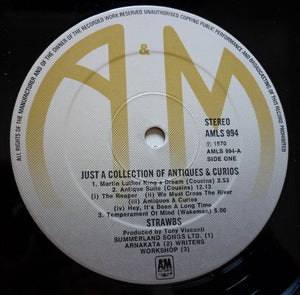 ALL RIGHTS OF THE MANUFACTURER AND OF THE OWNER OF THE RECORDED WORK RESERVED UNAUTHORISED COPYING PUBLIC PERFORMANCE AND BROADCASTING OF THIS RECORD PROHIBITED
A&M
STEREO
AMLS 994
℗ 1970
AMLS 994-A
SIDE ONE
JUST A COLLECTION OF ANTIQUES & CURIOS
1. Martin Luther King's Dream (Cousins) 2.53
2. Antique Suite (Cousins) 12.13
(i) The Reaper (ii) We Must Cross The River
(iii) Antiques & Curios
(iv) Hey, It's Been A Long Time
3. Temperament Of Mind (Wakeman) 5.00
STRAWBS
Produced by Tony Visconti
SUMMERLAND SONGS LTD. (1)
ARNAKATA (2) WRITERS
WORKSHOP (3)
A&M